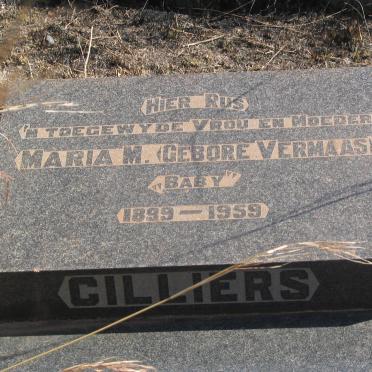 HIER RUS
'N TOEGEWYDE VROU EN MOEDER
MARIA M. (GEBORE VERMAAS)
"BABY"
1899 — 1959
CILLIERS